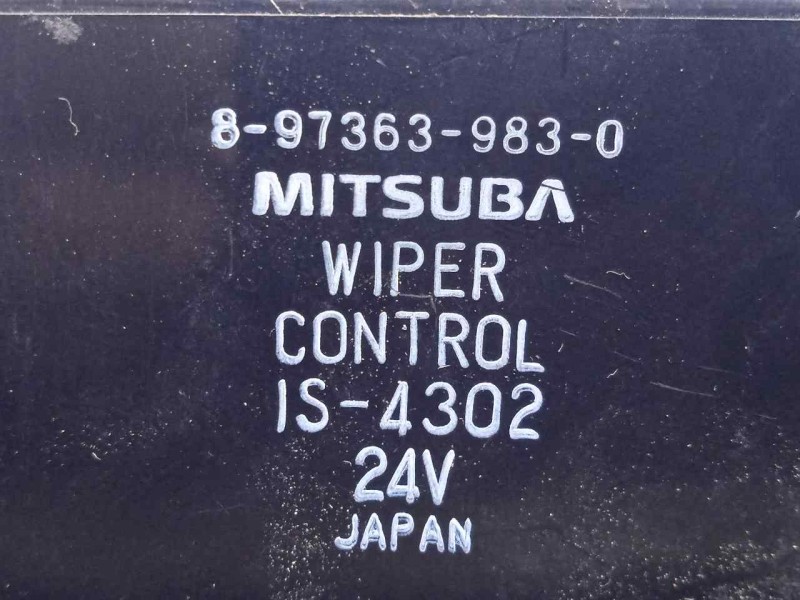 8-97363-983-0
MITSUBA
WIPER
CONTROL
IS-4302
24V
JAPAN